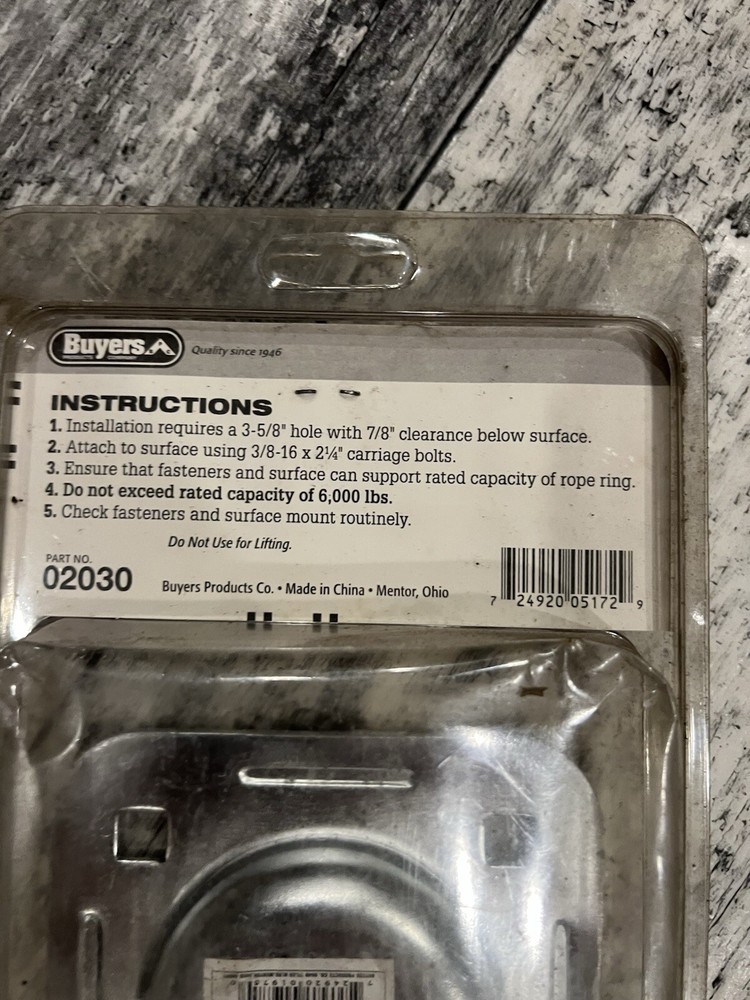 Buyers
Quality since 1946
INSTRUCTIONS
1. Installation requires a 3-5/8" hole with 7/8" clearance below surface.
2. Attach to surface using 3/8-16 x 2¼" carriage bolts.
3. Ensure that fasteners and surface can support rated capacity of rope ring.
4. Do not exceed rated capacity of 6,000 lbs.
5. Check fasteners and surface mount routinely.
Do Not Use for Lifting.
PART NO.
02030
Buyers Products Co. • Made in China • Mentor, Ohio
7 24920 05172 9